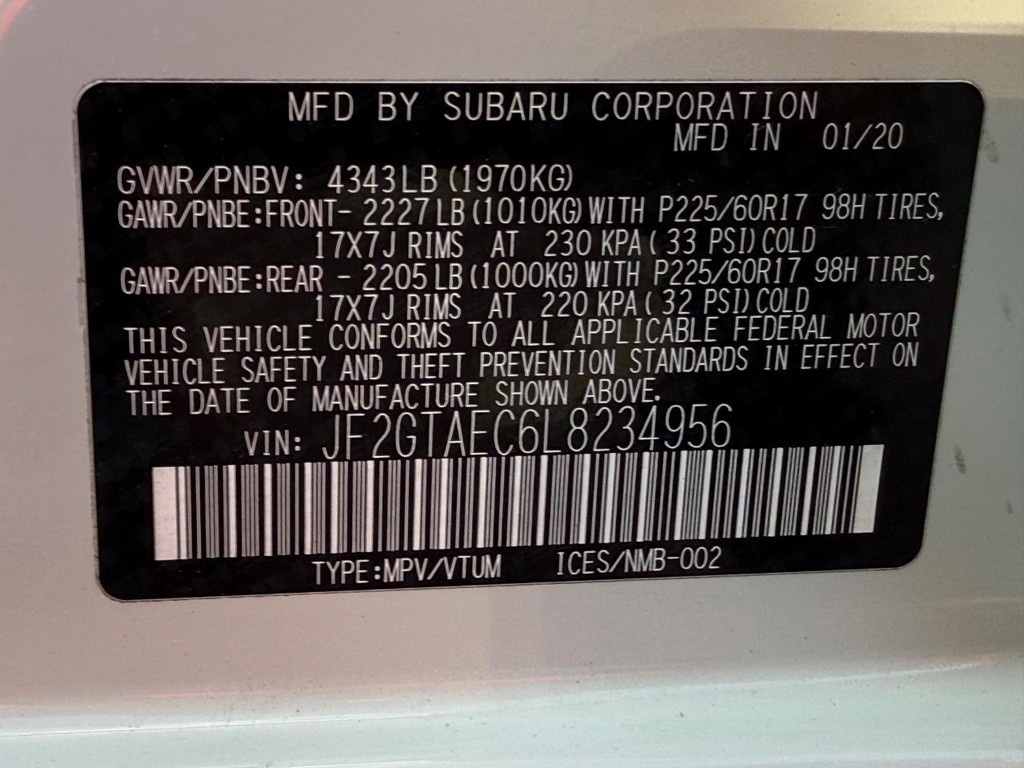 MFD BY SUBARU CORPORATION
MFD IN 01/20
GVWR/PNBV: 4343LB (1970KG)
GAWR/PNBE:FRONT- 2227LB (1010KG) WITH P225/60R17 98H TIRES,
17X7J RIMS AT 230 KPA( 33 PSI)COLD
GAWR/PNBE:REAR - 2205LB (1000KG) WITH P225/60R17 98H TIRES,
17X7J RIMS AT 220 KPA( 32 PSI)COLD
THIS VEHICLE CONFORMS TO ALL APPLICABLE FEDERAL MOTOR
VEHICLE SAFETY AND THEFT PREVENTION STANDARDS IN EFFECT ON
THE DATE OF MANUFACTURE SHOWN ABOVE.
VIN: JF2GTAEC6L8234956
TYPE:MPV/VTUM ICES/NMB-002